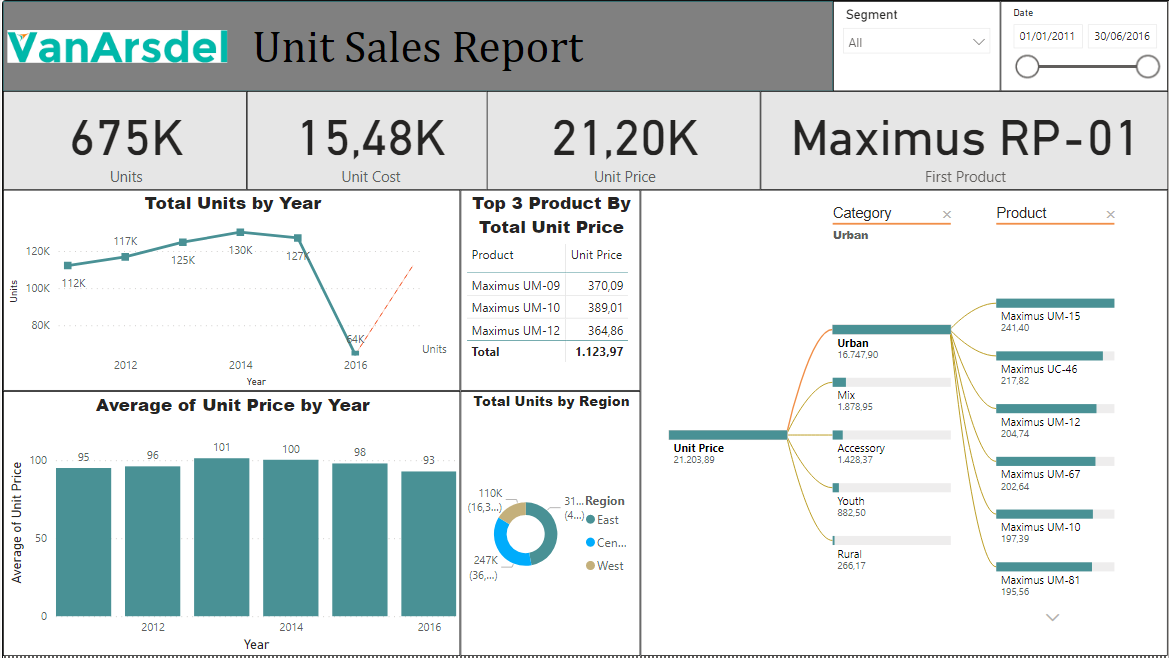 VanArsdel
Unit Sales Report
Segment
All
Date
01/01/2011
30/06/2016
675K
Units
15,48K
Unit Cost
21,20K
Unit Price
Maximus RP-01
First Product
Total Units by Year
Units
120K
100K
80K
112K
117K
125K
130K
127K
64K
Units
2012
2014
2016
Year
Top 3 Product By
Total Unit Price
Product Unit Price
Maximus UM-09 370,09
Maximus UM-10 389,01
Maximus UM-12 364,86
Total 1.123,97
Average of Unit Price by Year
Average of Unit Price
100
50
0
95
96
101
100
98
93
2012
2014
2016
Year
Total Units by Region
110K
(16,3...)
31...
(4...)
247K
(36,...)
Region
East
Cen...
West
Category ×
Urban
Product ×
Unit Price
21.203,89
Urban
16.747,90
Mix
1.878,95
Accessory
1.428,37
Youth
882,50
Rural
266,17
Maximus UM-15
241,40
Maximus UC-46
217,82
Maximus UM-12
204,74
Maximus UM-67
202,64
Maximus UM-10
197,39
Maximus UM-81
195,56